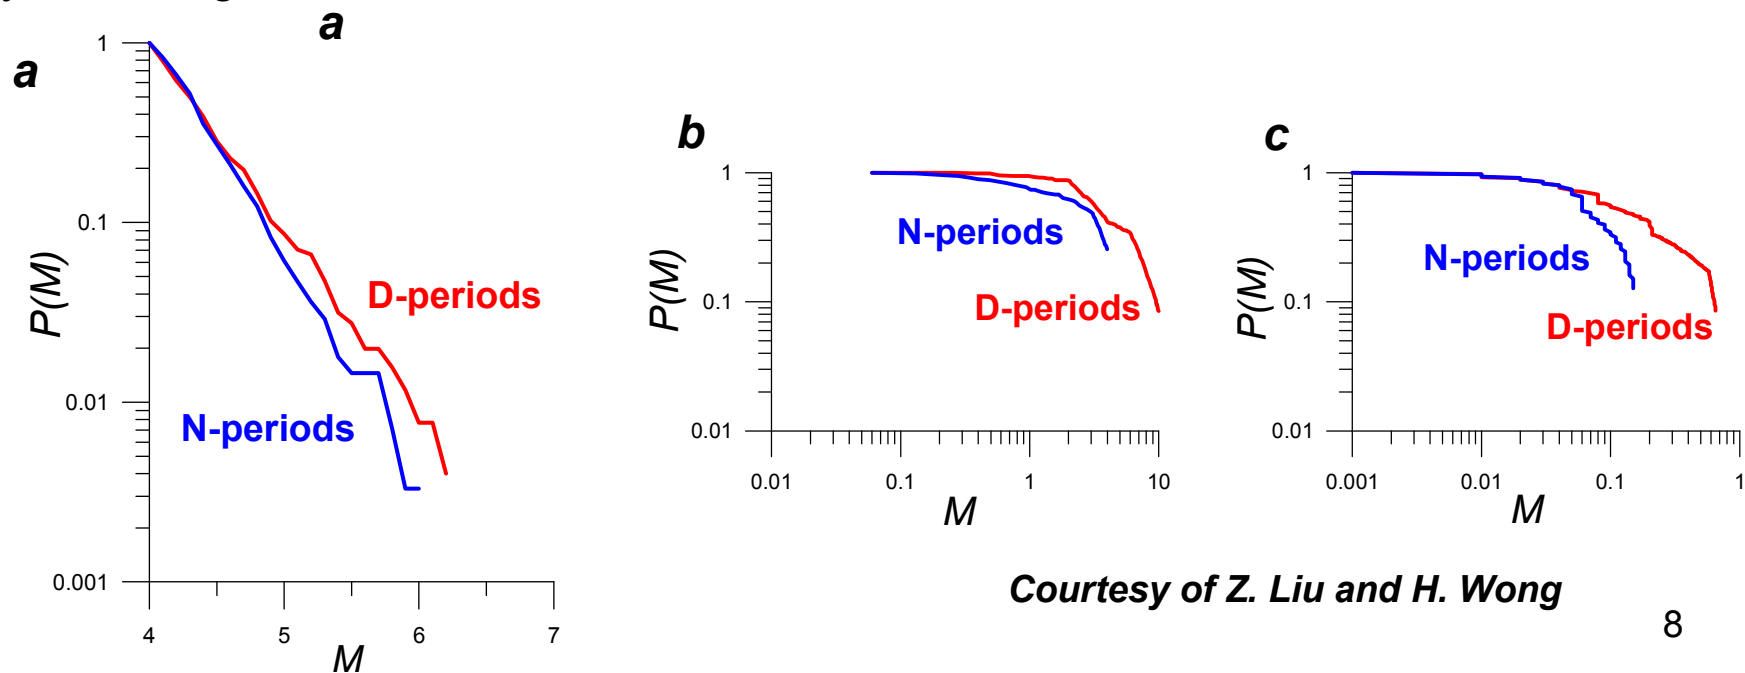 a
a
1
0.1
0.01
0.001
P(M)
D-periods
N-periods
4 5 6 7
M
b
1
0.1
0.01
P(M)
N-periods
D-periods
0.01 0.1 1 10
M
c
1
0.1
0.01
P(M)
N-periods
D-periods
0.001 0.01 0.1 1
M
Courtesy of Z. Liu and H. Wong
8